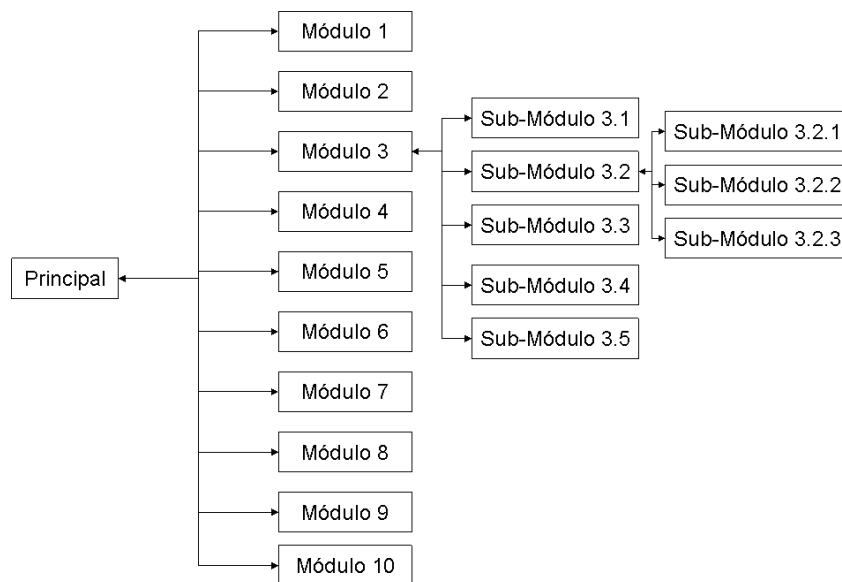 Principal
Módulo 1
Módulo 2
Módulo 3
Módulo 4
Módulo 5
Módulo 6
Módulo 7
Módulo 8
Módulo 9
Módulo 10
Sub-Módulo 3.1
Sub-Módulo 3.2
Sub-Módulo 3.3
Sub-Módulo 3.4
Sub-Módulo 3.5
Sub-Módulo 3.2.1
Sub-Módulo 3.2.2
Sub-Módulo 3.2.3